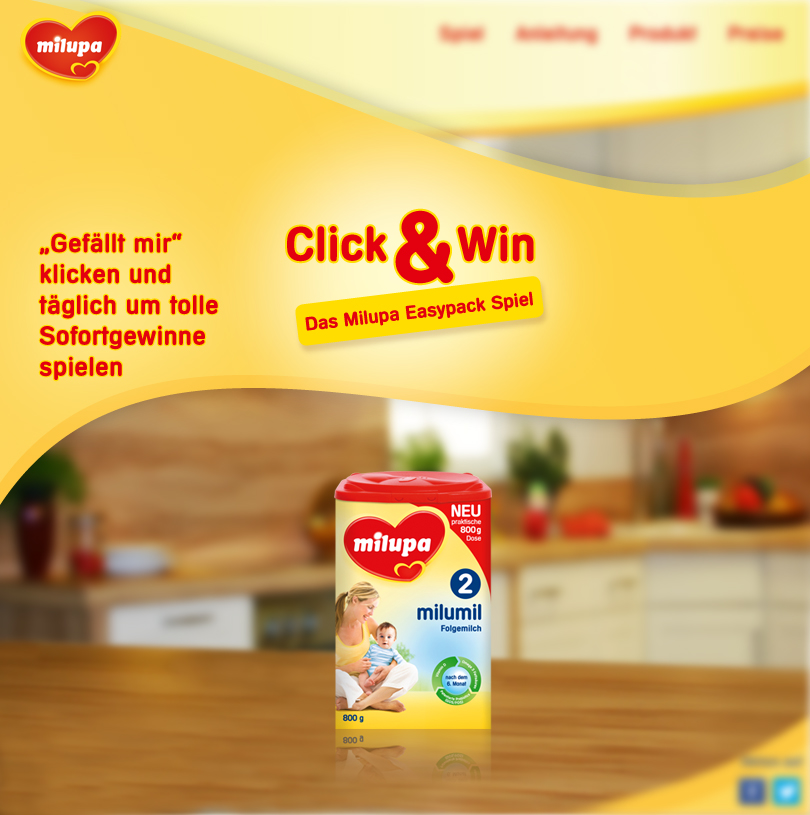 milupa
Spiel Anleitung Produkt Preise
„Gefällt mir“
klicken und
täglich um tolle
Sofortgewinne
spielen
Click & Win
Das Milupa Easypack Spiel
NEU
praktische
800g
Dose
milupa
2
milumil
Folgemilch
nach dem
6. Monat
800 g